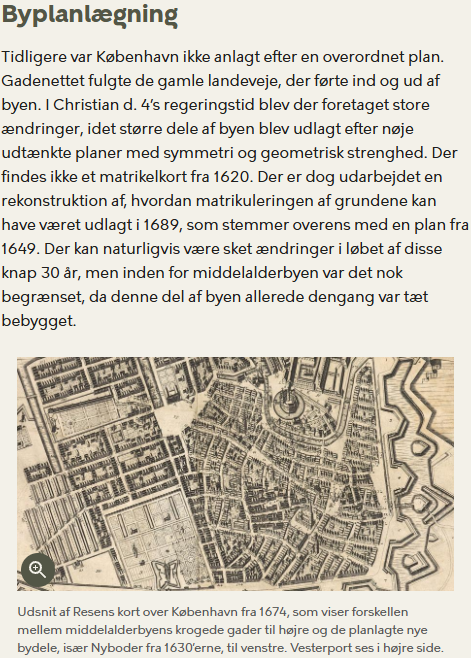 Byplanlægning
Tidligere var København ikke anlagt efter en overordnet plan.
Gadenettet fulgte de gamle landeveje, der førte ind og ud af
byen. I Christian d. 4's regeringstid blev der foretaget store
ændringer, idet større dele af byen blev udlagt efter nøje
udtænkte planer med symmetri og geometrisk strenghed. Der
findes ikke et matrikelkort fra 1620. Der er dog udarbejdet en
rekonstruktion af, hvordan matrikuleringen af grundene kan
have været udlagt i 1689, som stemmer overens med en plan fra
1649. Der kan naturligvis være sket ændringer i løbet af disse
knap 30 år, men inden for middelalderbyen var det nok
begrænset, da denne del af byen allerede dengang var tæt
bebygget.
Udsnit af Resens kort over København fra 1674, som viser forskellen
mellem middelalderbyens krogede gader til højre og de planlagte nye
bydele, især Nyboder fra 1630'erne, til venstre. Vesterport ses i højre side.